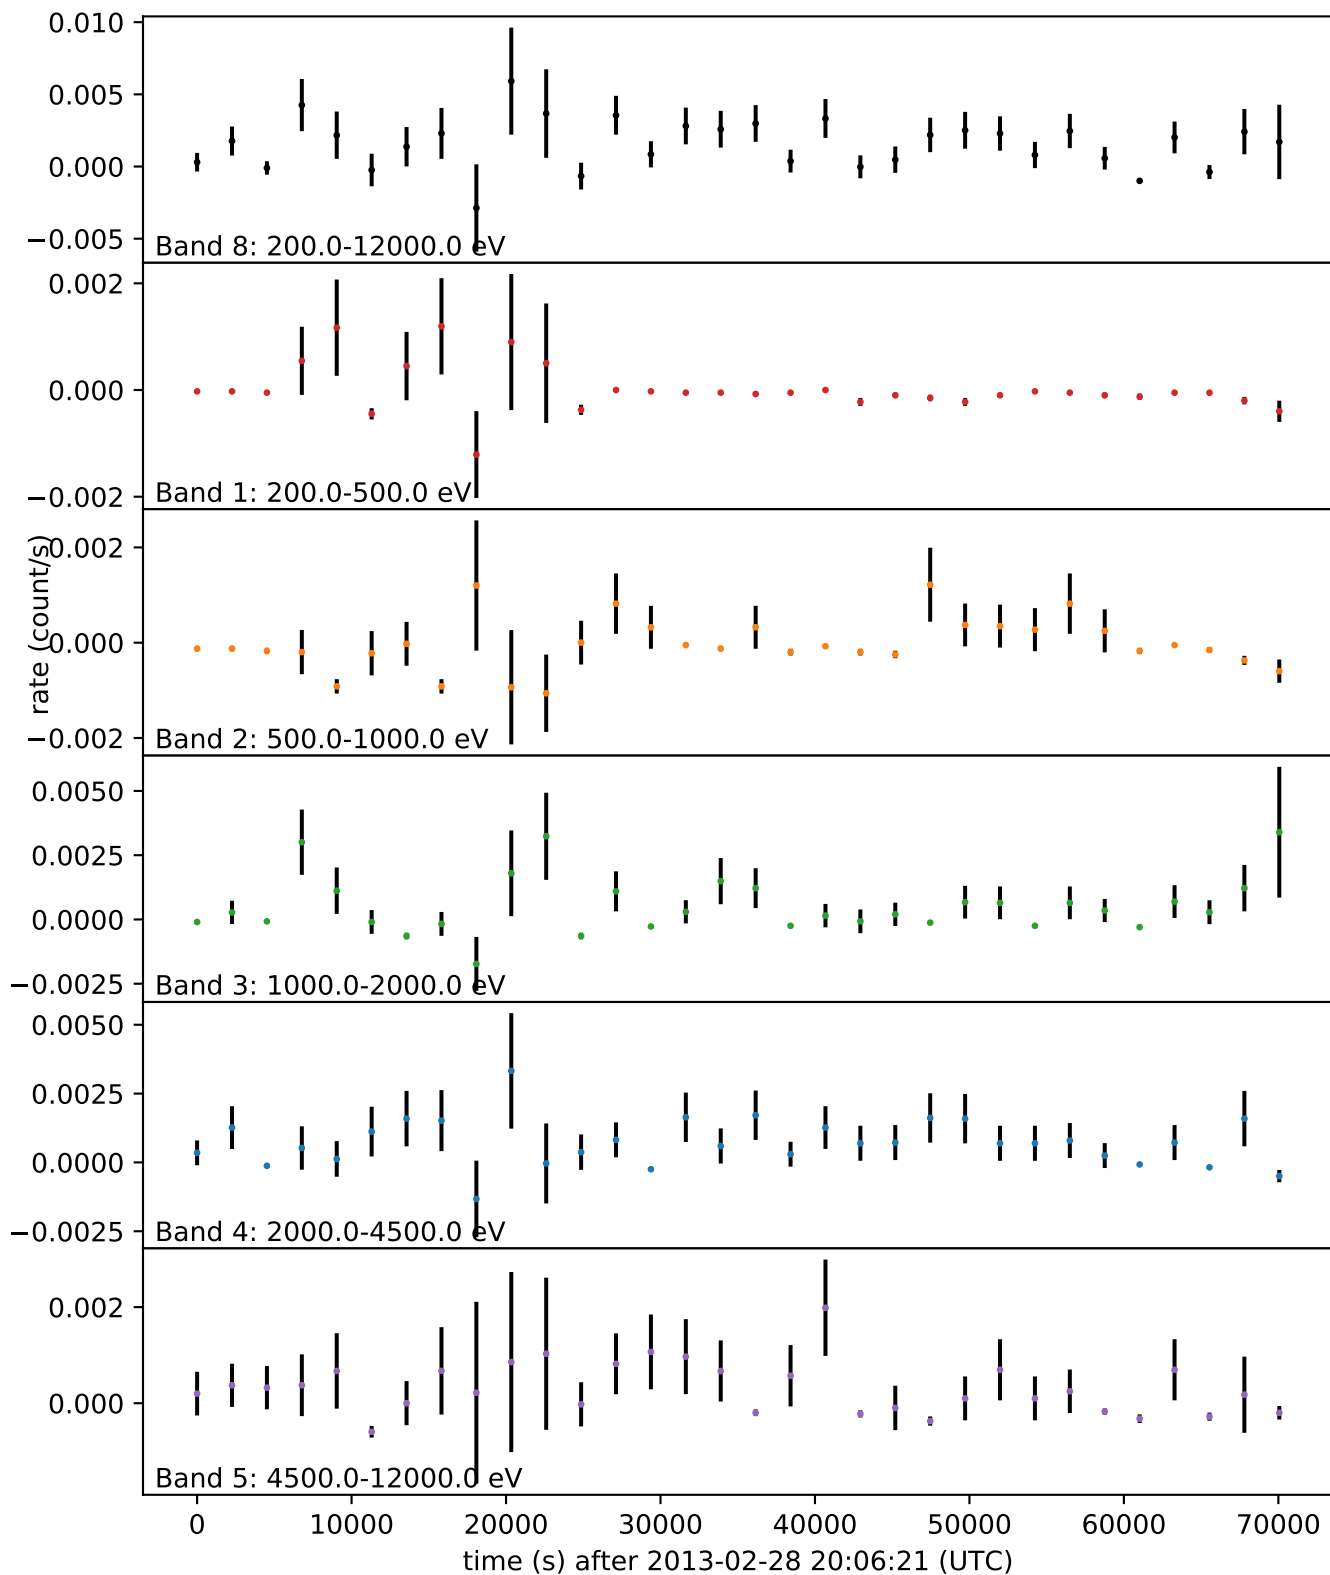 0.010
0.005
0.000
−0.005
Band 8: 200.0-12000.0 eV
0.002
0.000
−0.002
Band 1: 200.0-500.0 eV
rate (count/s)
0.002
0.000
−0.002
Band 2: 500.0-1000.0 eV
0.0050
0.0025
0.0000
−0.0025
Band 3: 1000.0-2000.0 eV
0.0050
0.0025
0.0000
−0.0025
Band 4: 2000.0-4500.0 eV
0.002
0.000
Band 5: 4500.0-12000.0 eV
0 10000 20000 30000 40000 50000 60000 70000
time (s) after 2013-02-28 20:06:21 (UTC)